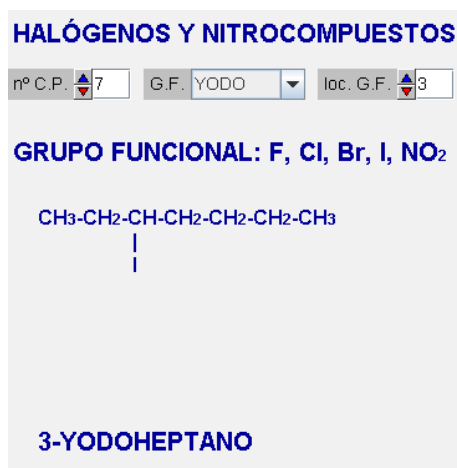 HALÓGENOS Y NITROCOMPUESTOS
nº C.P. 7 G.F. YODO loc. G.F. 3
GRUPO FUNCIONAL: F, Cl, Br, I, NO₂
CH₃-CH₂-CH-CH₂-CH₂-CH₂-CH₃
|
I
3-YODOHEPTANO